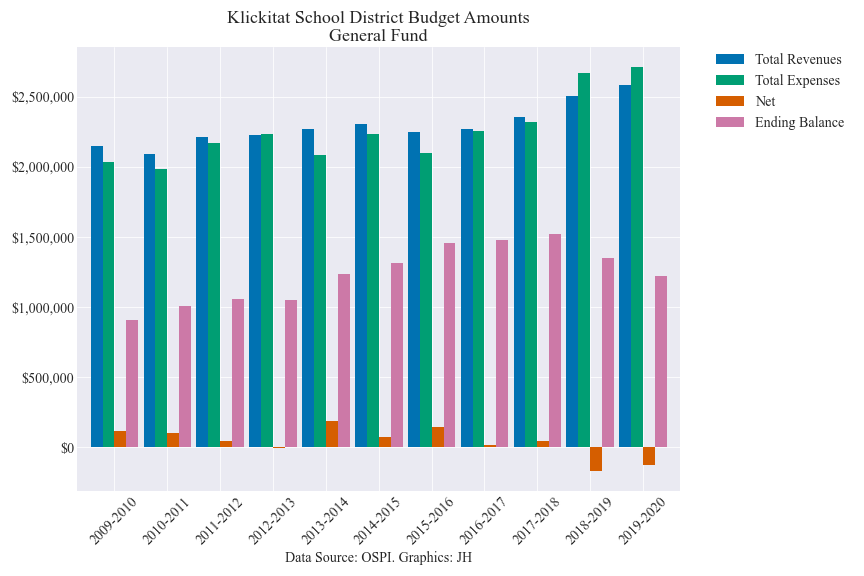 Klickitat School District Budget Amounts
General Fund
Total Revenues
Total Expenses
Net
Ending Balance
$2,500,000
$2,000,000
$1,500,000
$1,000,000
$500,000
$0
2009-2010
2010-2011
2011-2012
2012-2013
2013-2014
2014-2015
2015-2016
2016-2017
2017-2018
2018-2019
2019-2020
Data Source: OSPI. Graphics: JH